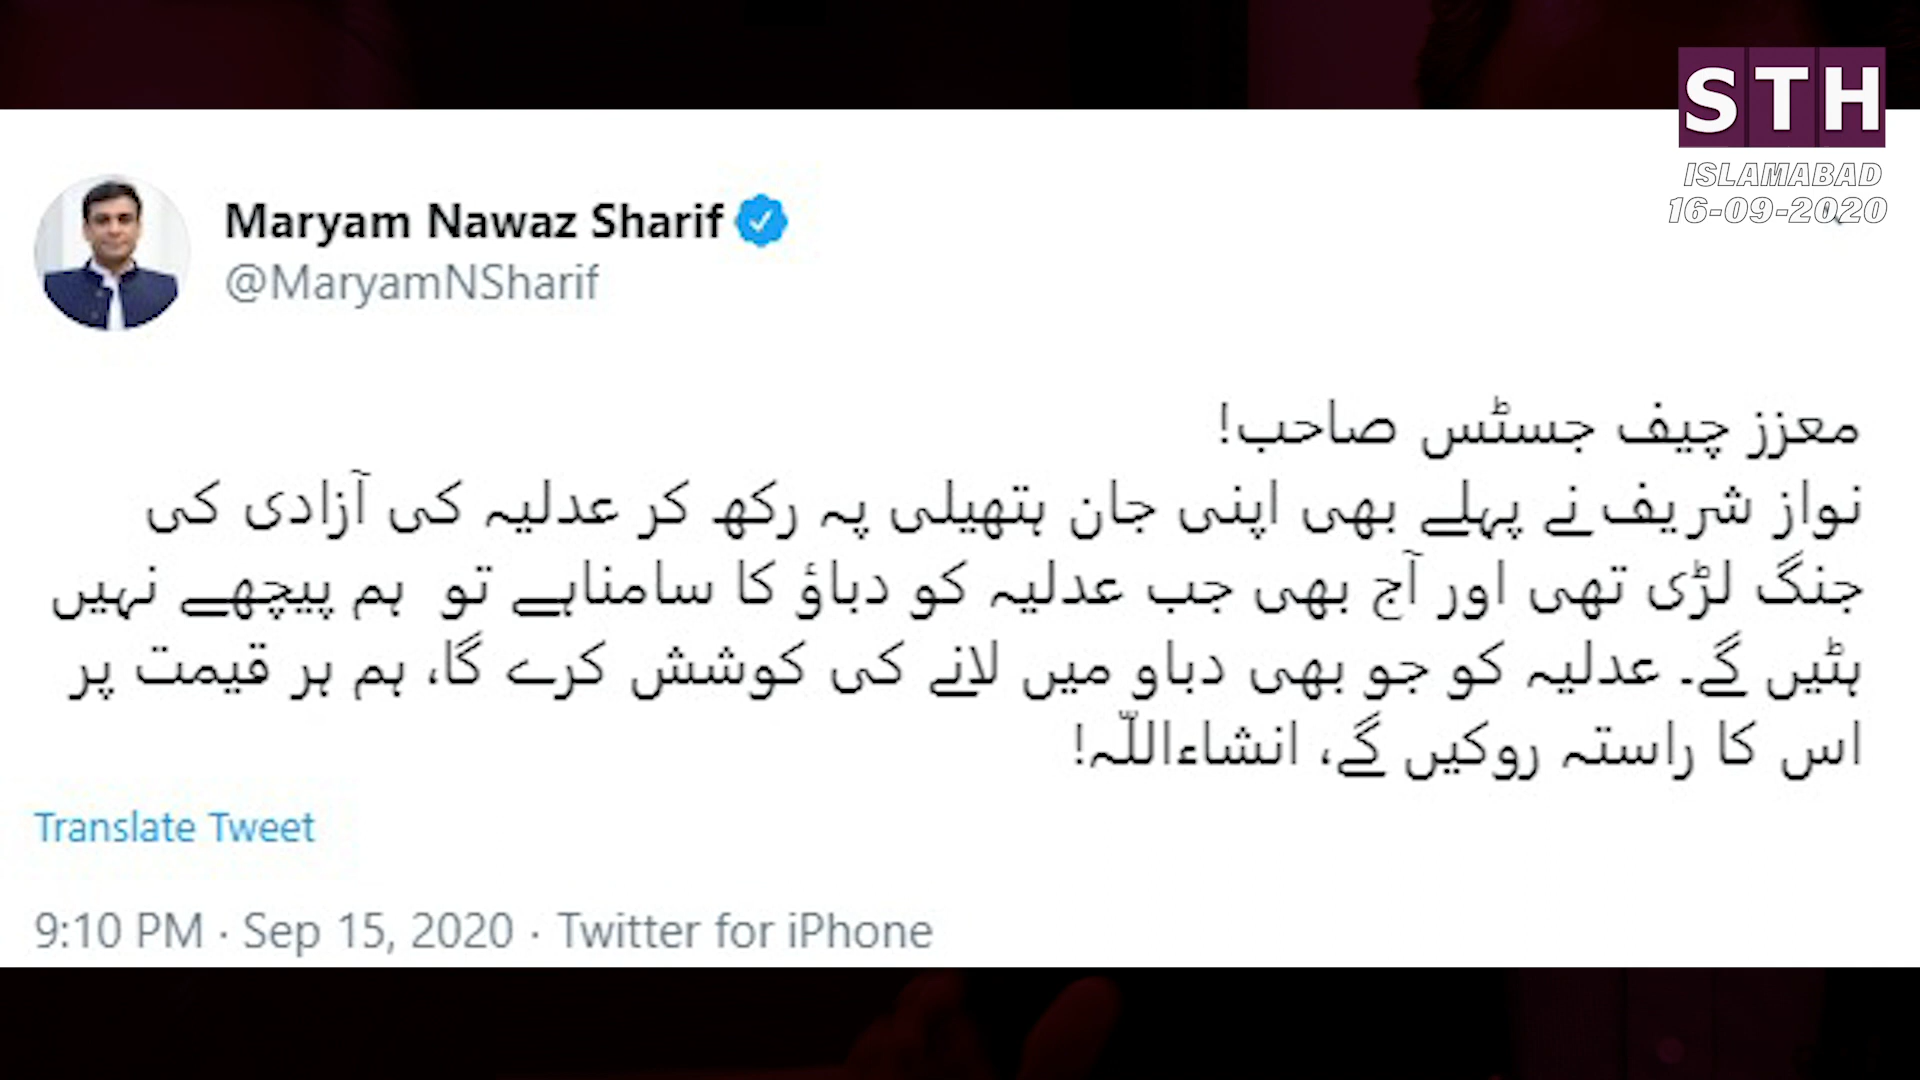 STH
ISLAMABAD
16-09-2020
Maryam Nawaz Sharif
@MaryamNSharif
معزز چیف جسٹس صاحب!
نواز شریف نے پہلے بھی اپنی جان ہتھیلی پہ رکھ کر عدلیہ کی آزادی کی
جنگ لڑی تھی اور آج بھی جب عدلیہ کو دباؤ کا سامناہے تو ہم پیچھے نہیں
ہٹیں گے۔ عدلیہ کو جو بھی دباو میں لانے کی کوشش کرے گا، ہم ہر قیمت پر
اس کا راستہ روکیں گے، انشاءاللّہ!
Translate Tweet
9:10 PM · Sep 15, 2020 · Twitter for iPhone